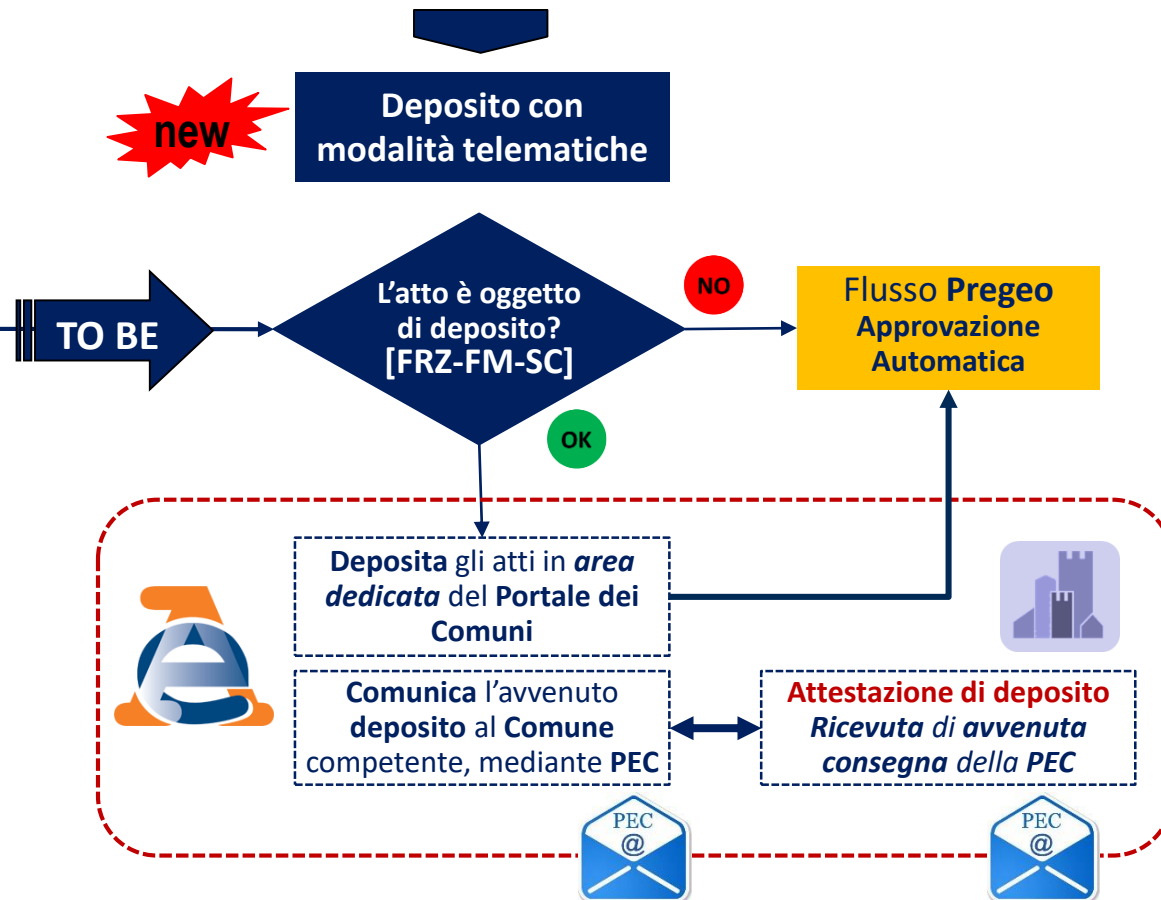 Deposito con
modalità telematiche
new
TO BE
L'atto è oggetto
di deposito?
[FRZ-FM-SC]
NO
Flusso Pregeo
Approvazione
Automatica
OK
Deposita gli atti in area
dedicata del Portale dei
Comuni
Comunica l'avvenuto
deposito al Comune
competente, mediante PEC
Attestazione di deposito
Ricevuta di avvenuta
consegna della PEC
PEC
@
PEC
@